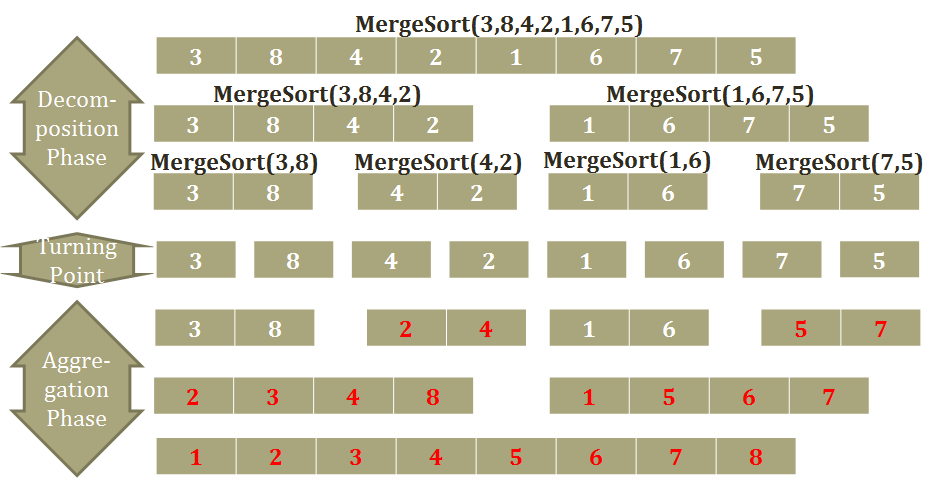 MergeSort(3,8,4,2,1,6,7,5)
3 8 4 2 1 6 7 5
Decom-
position
Phase
MergeSort(3,8,4,2) MergeSort(1,6,7,5)
3 8 4 2 1 6 7 5
MergeSort(3,8) MergeSort(4,2) MergeSort(1,6) MergeSort(7,5)
3 8 4 2 1 6 7 5
Turning
Point
3 8 4 2 1 6 7 5
Aggre-
gation
Phase
3 8 2 4 1 6 5 7
2 3 4 8 1 5 6 7
1 2 3 4 5 6 7 8